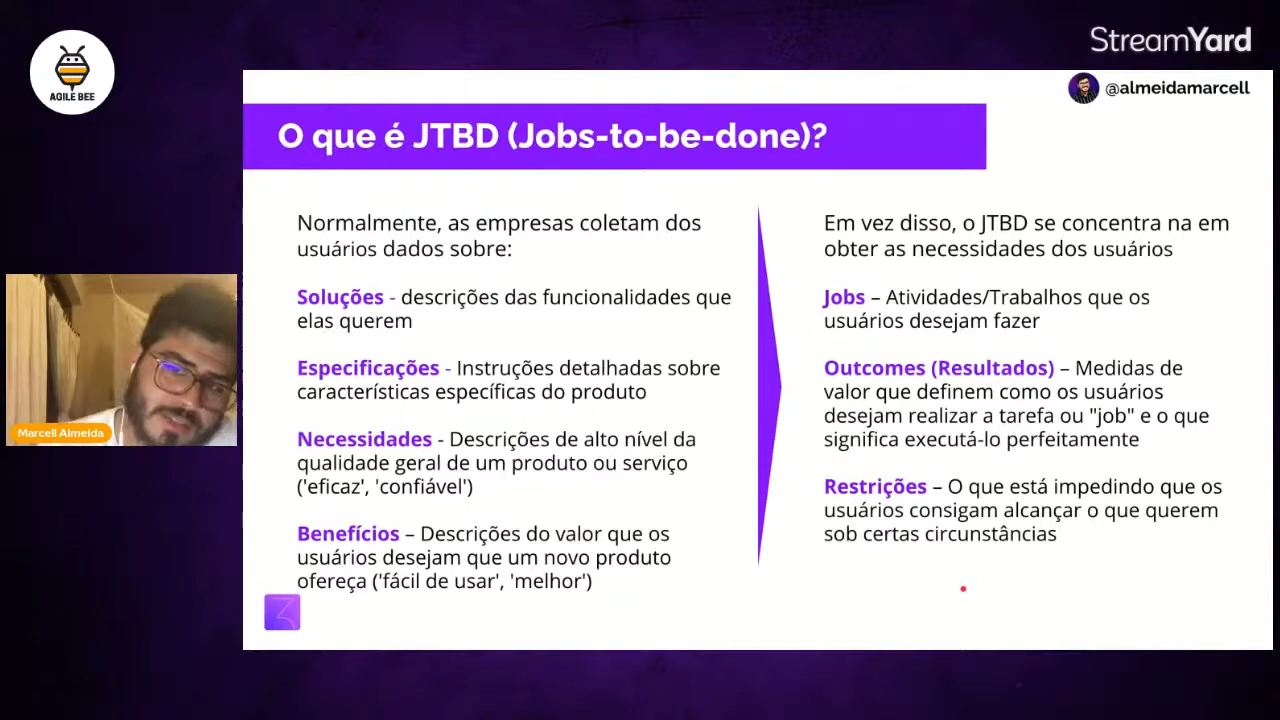 StreamYard
AGILE BEE
@almeidamarcell
O que é JTBD (Jobs-to-be-done)?
Normalmente, as empresas coletam dos
usuários dados sobre:
Soluções - descrições das funcionalidades que
elas querem
Especificações - Instruções detalhadas sobre
características específicas do produto
Necessidades - Descrições de alto nível da
qualidade geral de um produto ou serviço
('eficaz', 'confiável')
Benefícios – Descrições do valor que os
usuários desejam que um novo produto
ofereça ('fácil de usar', 'melhor')
Em vez disso, o JTBD se concentra na em
obter as necessidades dos usuários
Jobs – Atividades/Trabalhos que os
usuários desejam fazer
Outcomes (Resultados) – Medidas de
valor que definem como os usuários
desejam realizar a tarefa ou "job" e o que
significa executá-lo perfeitamente
Restrições – O que está impedindo que os
usuários consigam alcançar o que querem
sob certas circunstâncias
Marcell Almeida